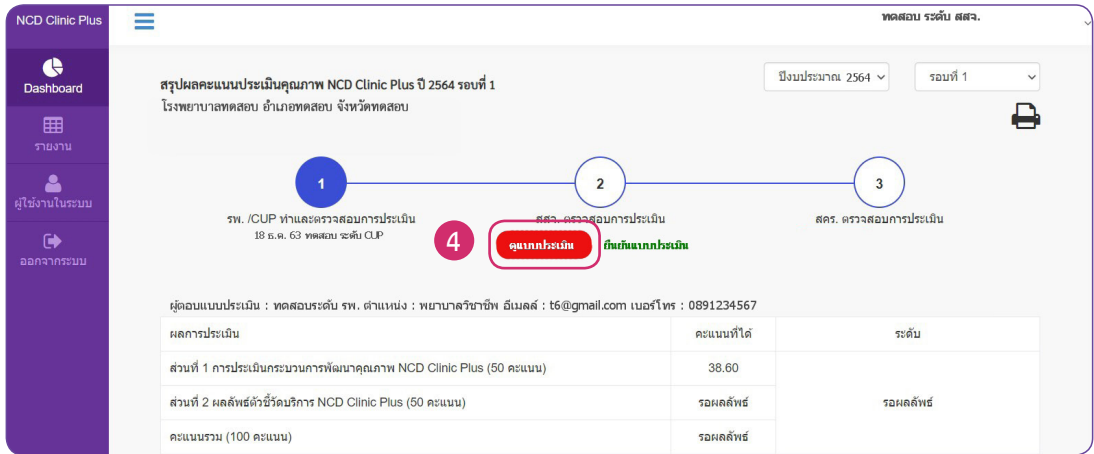 NCD Clinic Plus
ทดสอบ ระดับ สสจ.
Dashboard
รายงาน
ผู้ใช้งานในระบบ
ออกจากระบบ
สรุปผลคะแนนประเมินคุณภาพ NCD Clinic Plus ปี 2564 รอบที่ 1
โรงพยาบาลทดสอบ อำเภอทดสอบ จังหวัดทดสอบ
ปีงบประมาณ 2564
รอบที่ 1
1
2
3
รพ. /CUP ทำและตรวจสอบการประเมิน
18 ธ.ค. 63 ทดสอบ ระดับ CUP
สสจ. ตรวจสอบการประเมิน
สคร. ตรวจสอบการประเมิน
4
ดูแบบประเมิน
ยืนยันแบบประเมิน
ผู้ตอบแบบประเมิน : ทดสอบระดับ รพ. ตำแหน่ง : พยาบาลวิชาชีพ อีเมลล์ : t6@gmail.com เบอร์โทร : 0891234567
ผลการประเมิน คะแนนที่ได้ ระดับ
ส่วนที่ 1 การประเมินกระบวนการพัฒนาคุณภาพ NCD Clinic Plus (50 คะแนน) 38.60
ส่วนที่ 2 ผลลัพธ์ตัวชี้วัดบริการ NCD Clinic Plus (50 คะแนน) รอผลลัพธ์ รอผลลัพธ์
คะแนนรวม (100 คะแนน) รอผลลัพธ์